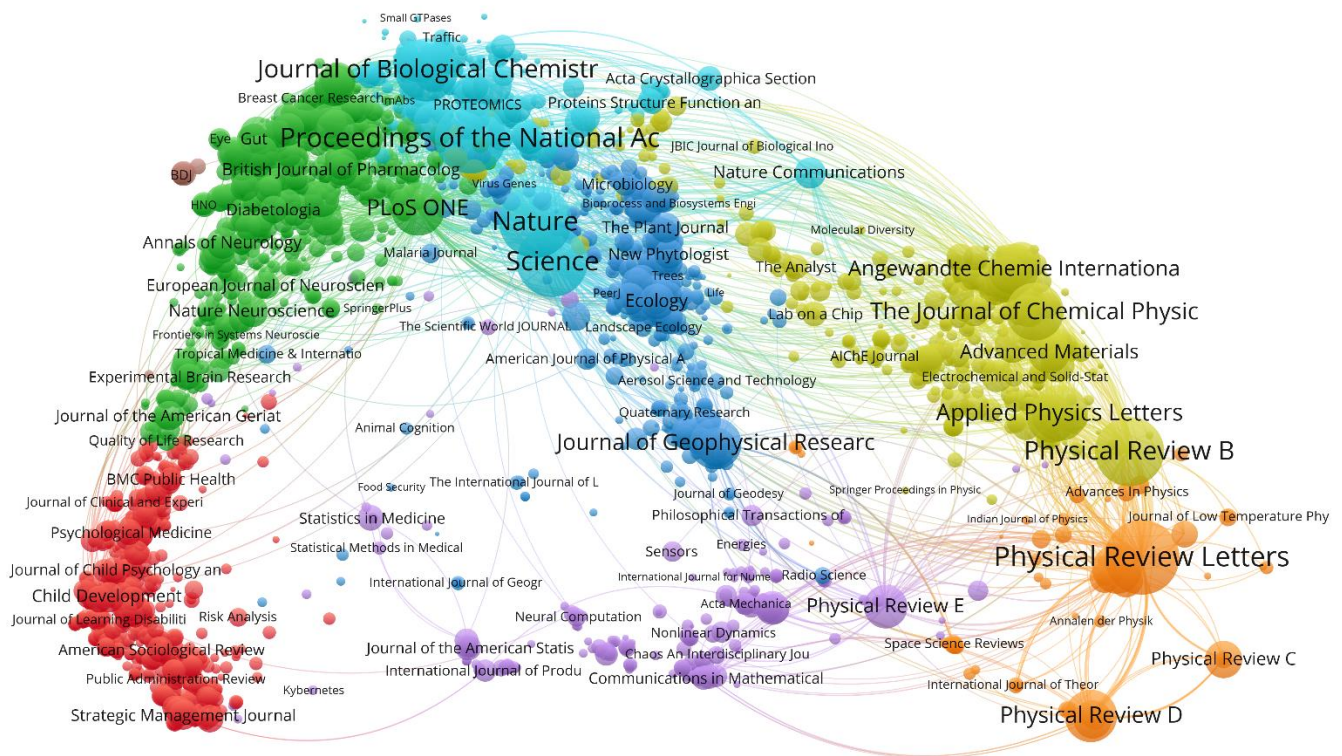 Small GTPases
Traffic
Journal of Biological Chemistr
Acta Crystallographica Section
Breast Cancer Research
mAbs
PROTEOMICS
Proteins Structure Function an
Eye
Gut
Proceedings of the National Ac
JBIC Journal of Biological Ino
BDJ
British Journal of Pharmacolog
Nature Communications
Virus Genes
Microbiology
Bioprocess and Biosystems Engi
HNO
Diabetologia
PLoS ONE
Nature
The Plant Journal
Molecular Diversity
Annals of Neurology
Malaria Journal
Science
New Phytologist
The Analyst
Angewandte Chemie Internationa
European Journal of Neuroscien
Trees
PeerJ
Ecology
Life
Nature Neuroscience
SpringerPlus
Lab on a Chip
The Journal of Chemical Physic
Frontiers in Systems Neuroscie
The Scientific World JOURNAL
Landscape Ecology
Tropical Medicine & Internatio
American Journal of Physical A
AIChE Journal
Advanced Materials
Experimental Brain Research
Aerosol Science and Technology
Electrochemical and Solid-Stat
Journal of the American Geriat
Quaternary Research
Applied Physics Letters
Animal Cognition
Quality of Life Research
Journal of Geophysical Researc
Physical Review B
BMC Public Health
Food Security
The International Journal of L
Journal of Geodesy
Springer Proceedings in Physic
Advances In Physics
Journal of Clinical and Experi
Statistics in Medicine
Philosophical Transactions of
Indian Journal of Physics
Journal of Low Temperature Phy
Psychological Medicine
Statistical Methods in Medical
Sensors
Energies
Physical Review Letters
Journal of Child Psychology an
International Journal of Geogr
International Journal for Nume
Radio Science
Child Development
Acta Mechanica
Physical Review E
Journal of Learning Disabiliti
Risk Analysis
Neural Computation
Annalen der Physik
Nonlinear Dynamics
Space Science Reviews
American Sociological Review
Journal of the American Statis
Chaos An Interdisciplinary Jou
Physical Review C
Public Administration Review
Kybernetes
International Journal of Produ
Communications in Mathematical
International Journal of Theor
Strategic Management Journal
Physical Review D